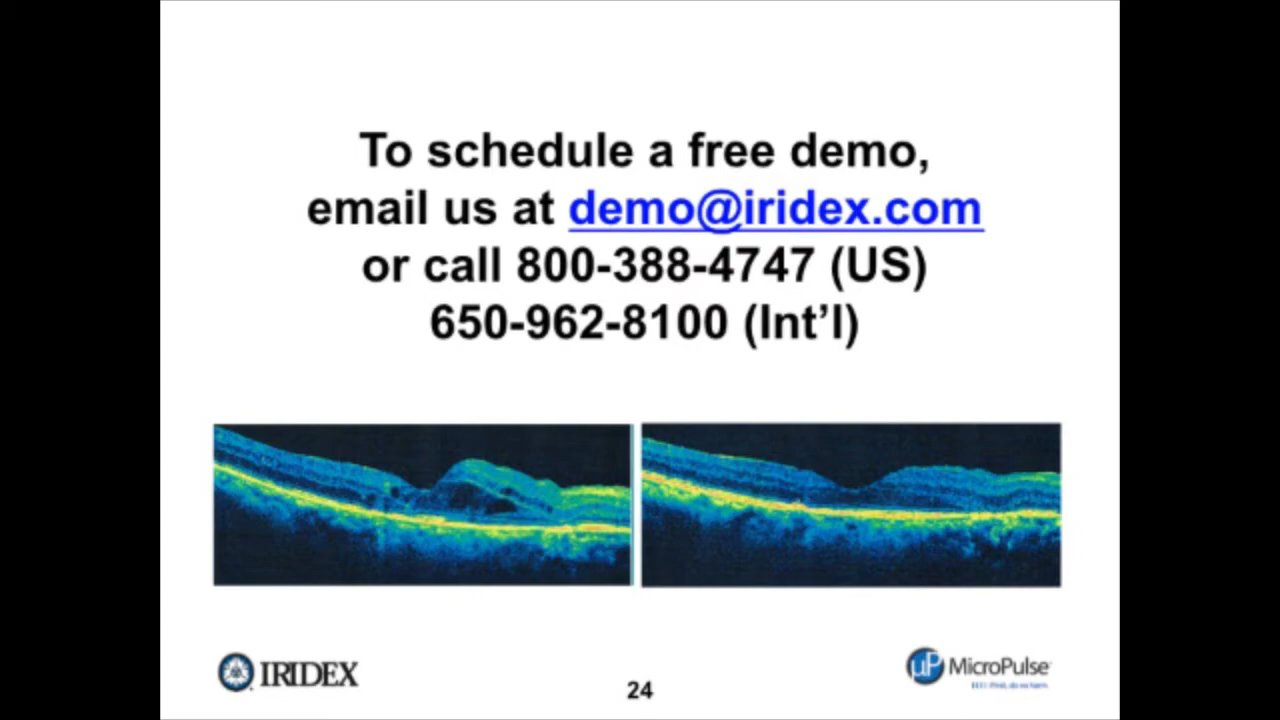 To schedule a free demo,
email us at demo@iridex.com
or call 800-388-4747 (US)
650-962-8100 (Int’l)
IRIDEX
µP MicroPulse
24